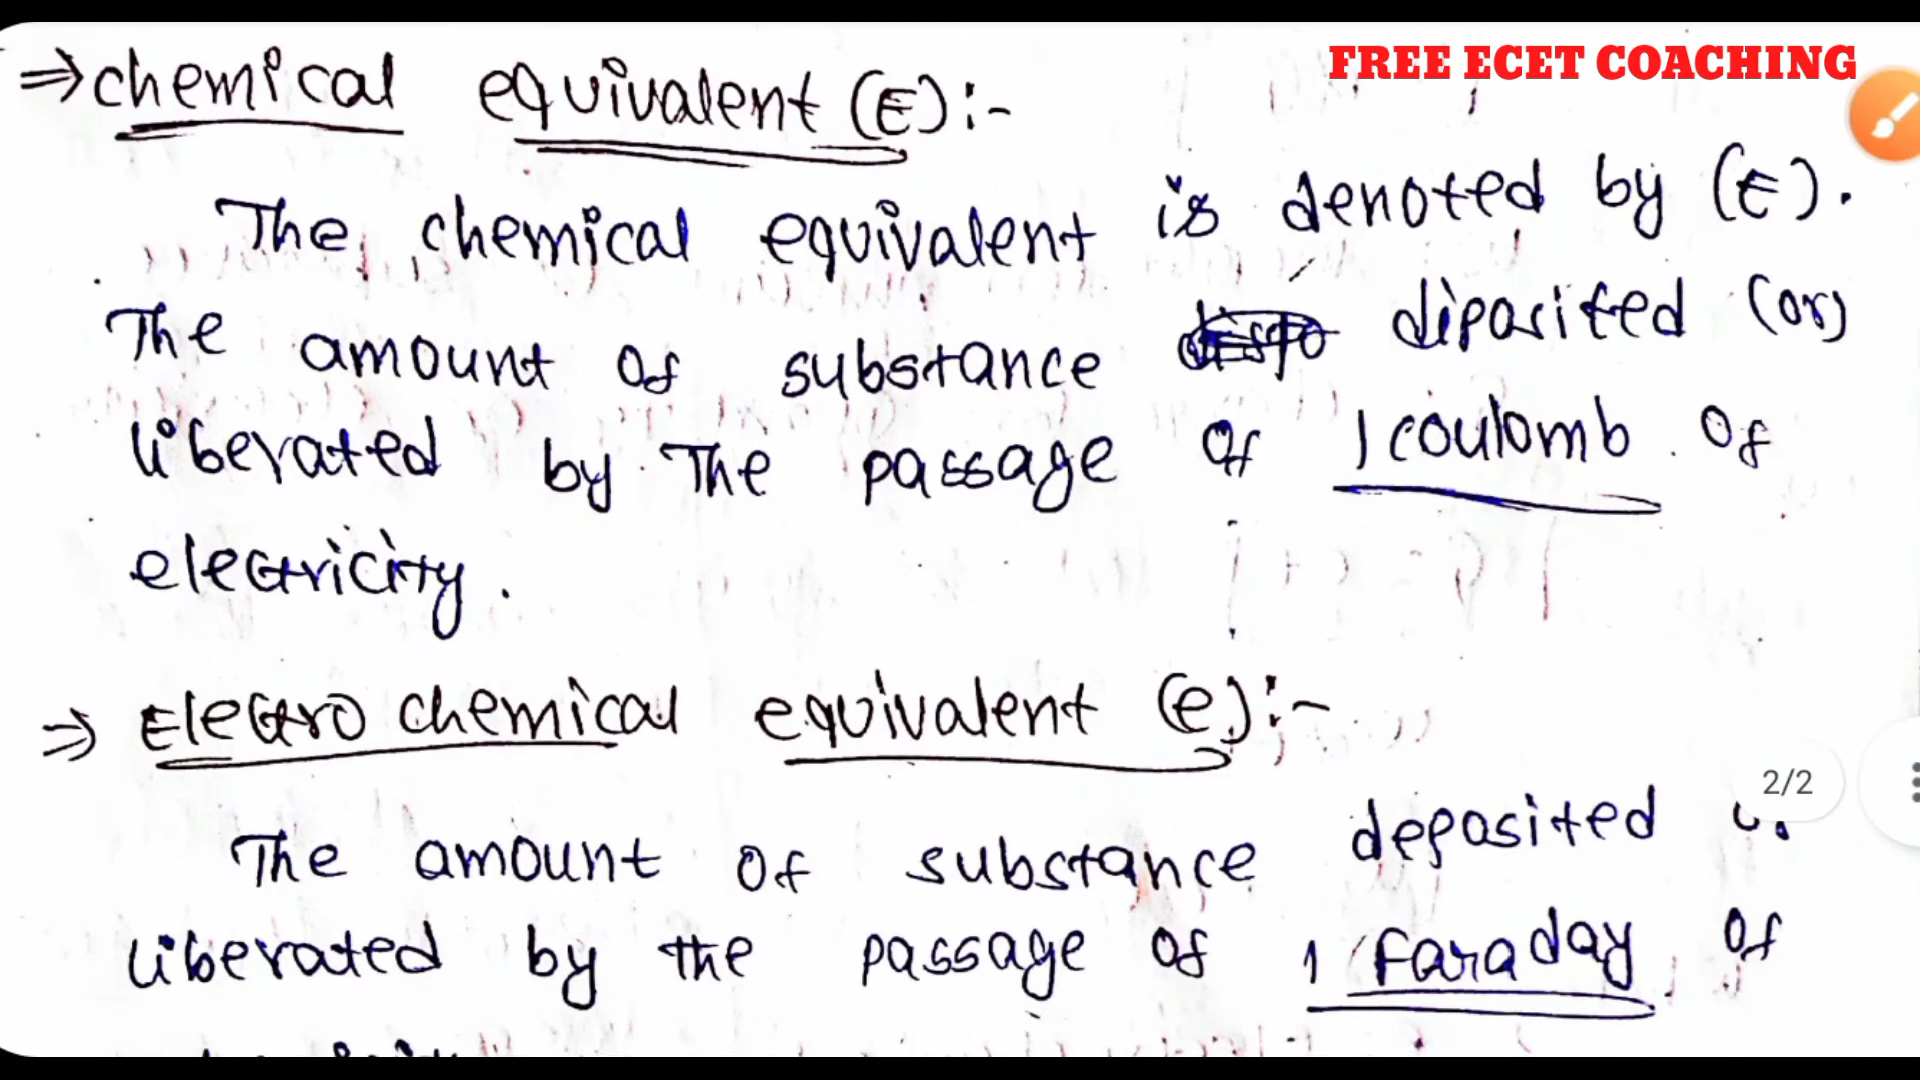 FREE ECET COACHING
⇒ chemical equivalent (E):-
The chemical equivalent is denoted by (E).
The amount of substance diposited (or)
liberated by The passage of 1 coulomb of
electricity.
⇒ Electro chemical equivalent (e):-
2/2
The amount of substance deposited
liberated by the passage of 1 Faraday of